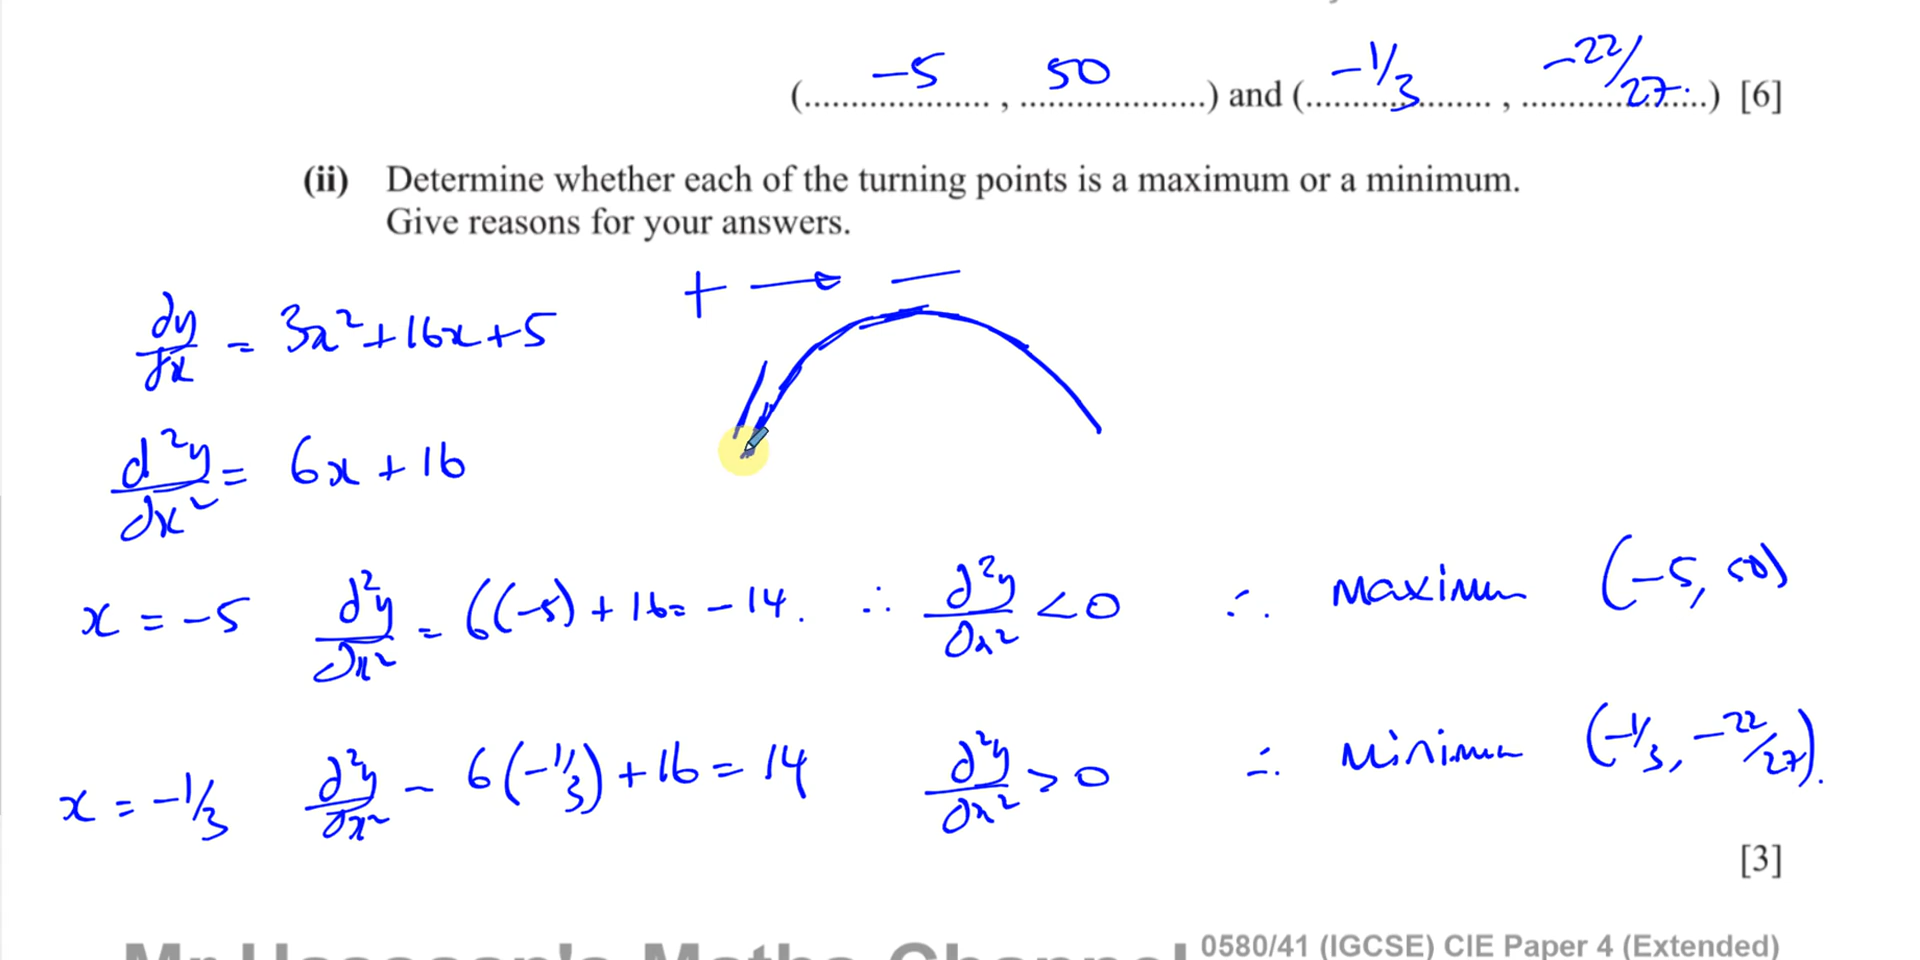 (........ -5 ........ , ........ 50 ........) and (........ -1/3 ........ , ........ -22/27 ........) [6]
(ii) Determine whether each of the turning points is a maximum or a minimum.
Give reasons for your answers.
+ → −
dy/dx = 3x²+16x+5
d²y/dx² = 6x + 16
x = -5 d²y/dx² = 6(-5) + 16 = -14. ∴ d²y/dx² < 0 ∴ Maximum (-5, 50)
x = -1/3 d²y/dx² - 6(-1/3) + 16 = 14 d²y/dx² > 0 ∴ Minimum (-1/3, -22/27).
[3]
0580/41 (IGCSE) CIE Paper 4 (Extended)